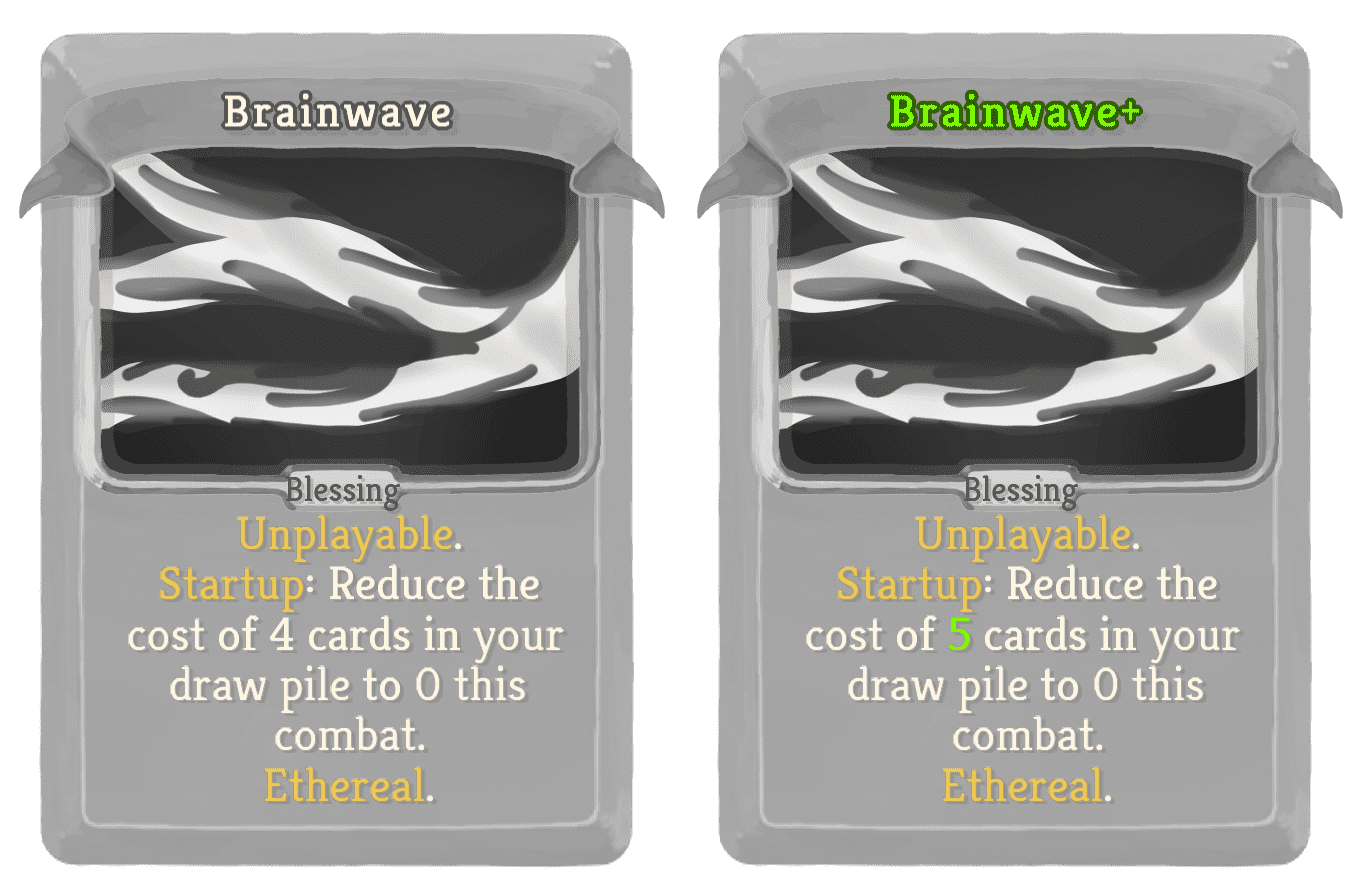 Brainwave
Blessing
Unplayable.
Startup: Reduce the
cost of 4 cards in your
draw pile to 0 this
combat.
Ethereal.
Brainwave+
Blessing
Unplayable.
Startup: Reduce the
cost of 5 cards in your
draw pile to 0 this
combat.
Ethereal.